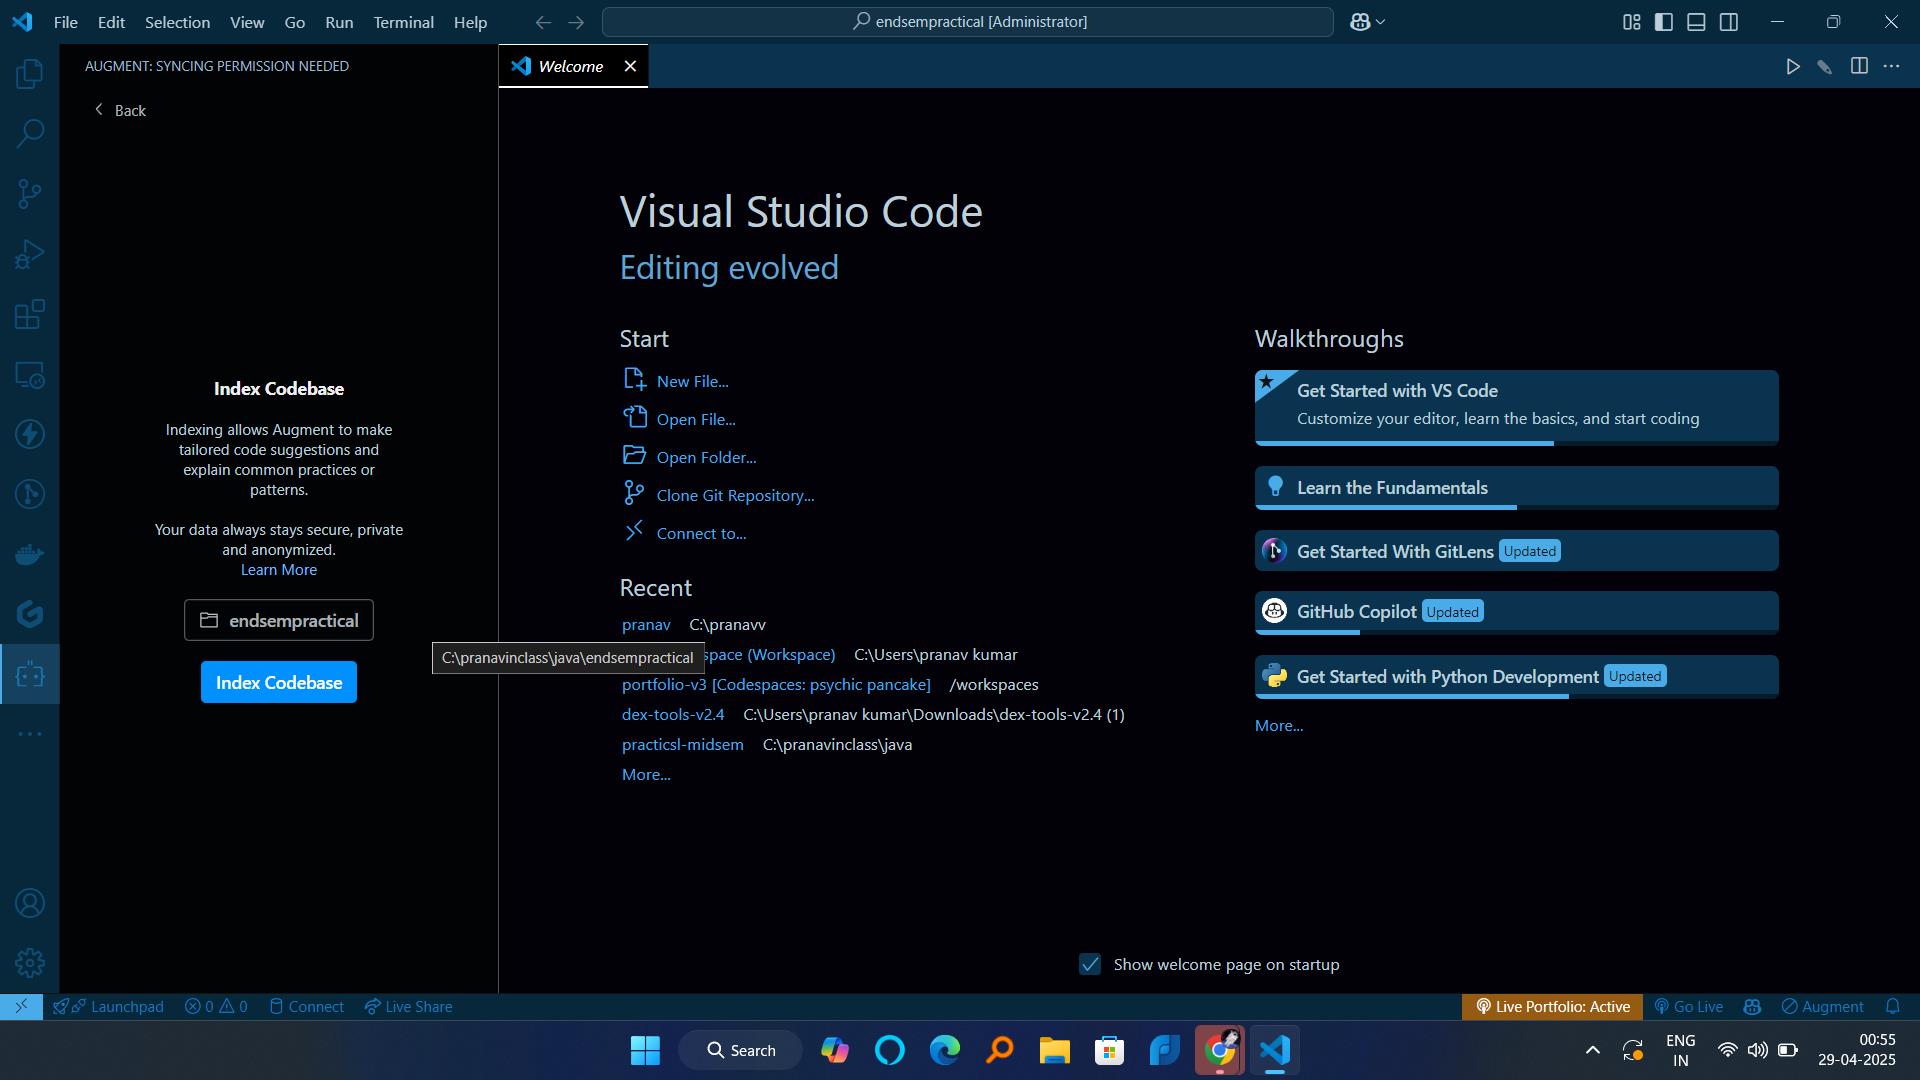 File Edit Selection View Go Run Terminal Help
endsempractical [Administrator]
AUGMENT: SYNCING PERMISSION NEEDED
Back
Index Codebase
Indexing allows Augment to make
tailored code suggestions and
explain common practices or
patterns.
Your data always stays secure, private
and anonymized.
Learn More
endsempractical
Index Codebase
C:\pranavinclass\java\endsempractical
Welcome
Visual Studio Code
Editing evolved
Start
New File...
Open File...
Open Folder...
Clone Git Repository...
Connect to...
Recent
pranav C:\pranavv
space (Workspace) C:\Users\pranav kumar
portfolio-v3 [Codespaces: psychic pancake] /workspaces
dex-tools-v2.4 C:\Users\pranav kumar\Downloads\dex-tools-v2.4 (1)
practicsl-midsem C:\pranavinclass\java
More...
Walkthroughs
Get Started with VS Code
Customize your editor, learn the basics, and start coding
Learn the Fundamentals
Get Started With GitLens Updated
GitHub Copilot Updated
Get Started with Python Development Updated
More...
Show welcome page on startup
Launchpad 0 0 Connect Live Share
Live Portfolio: Active Go Live Augment
Search
ENG
IN
00:55
29-04-2025